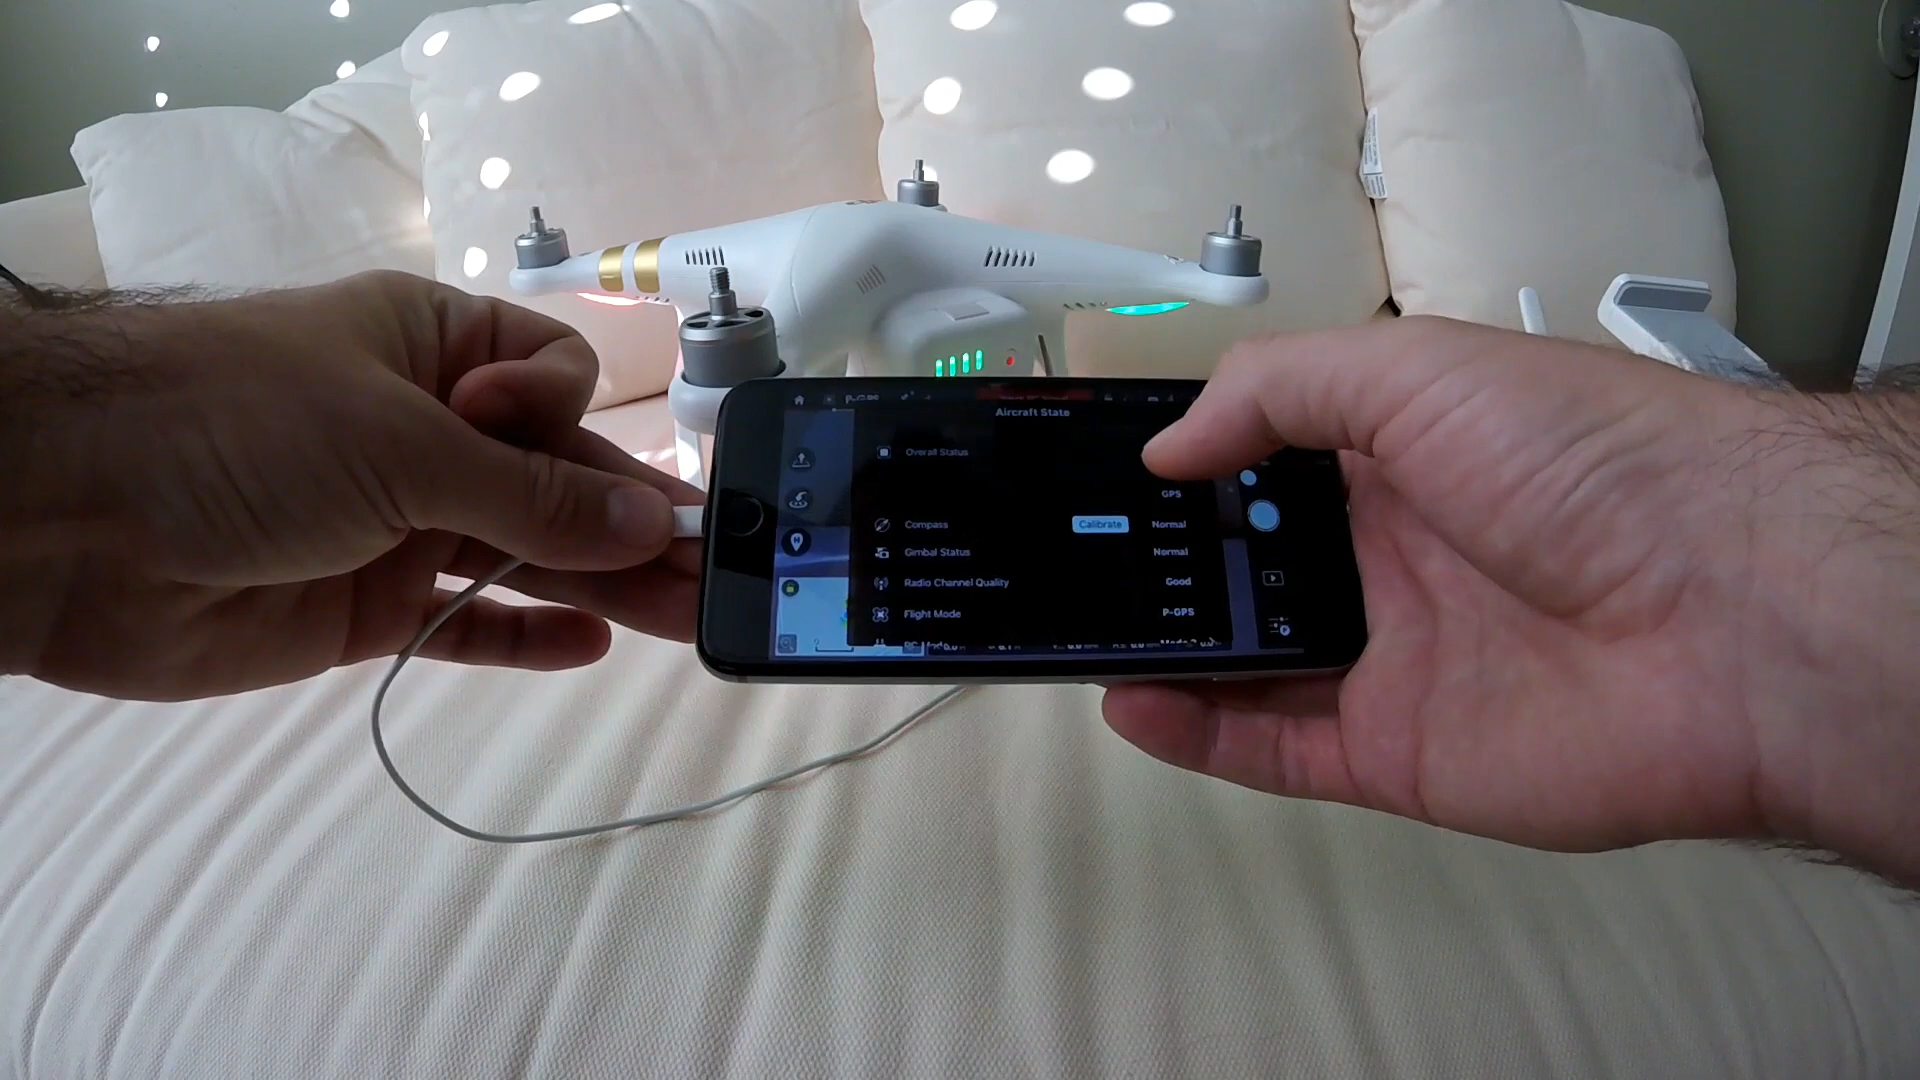 Aircraft State
Overall Status
GPS
Compass Calibrate Normal
Gimbal Status Normal
Radio Channel Quality Good
Flight Mode P-GPS